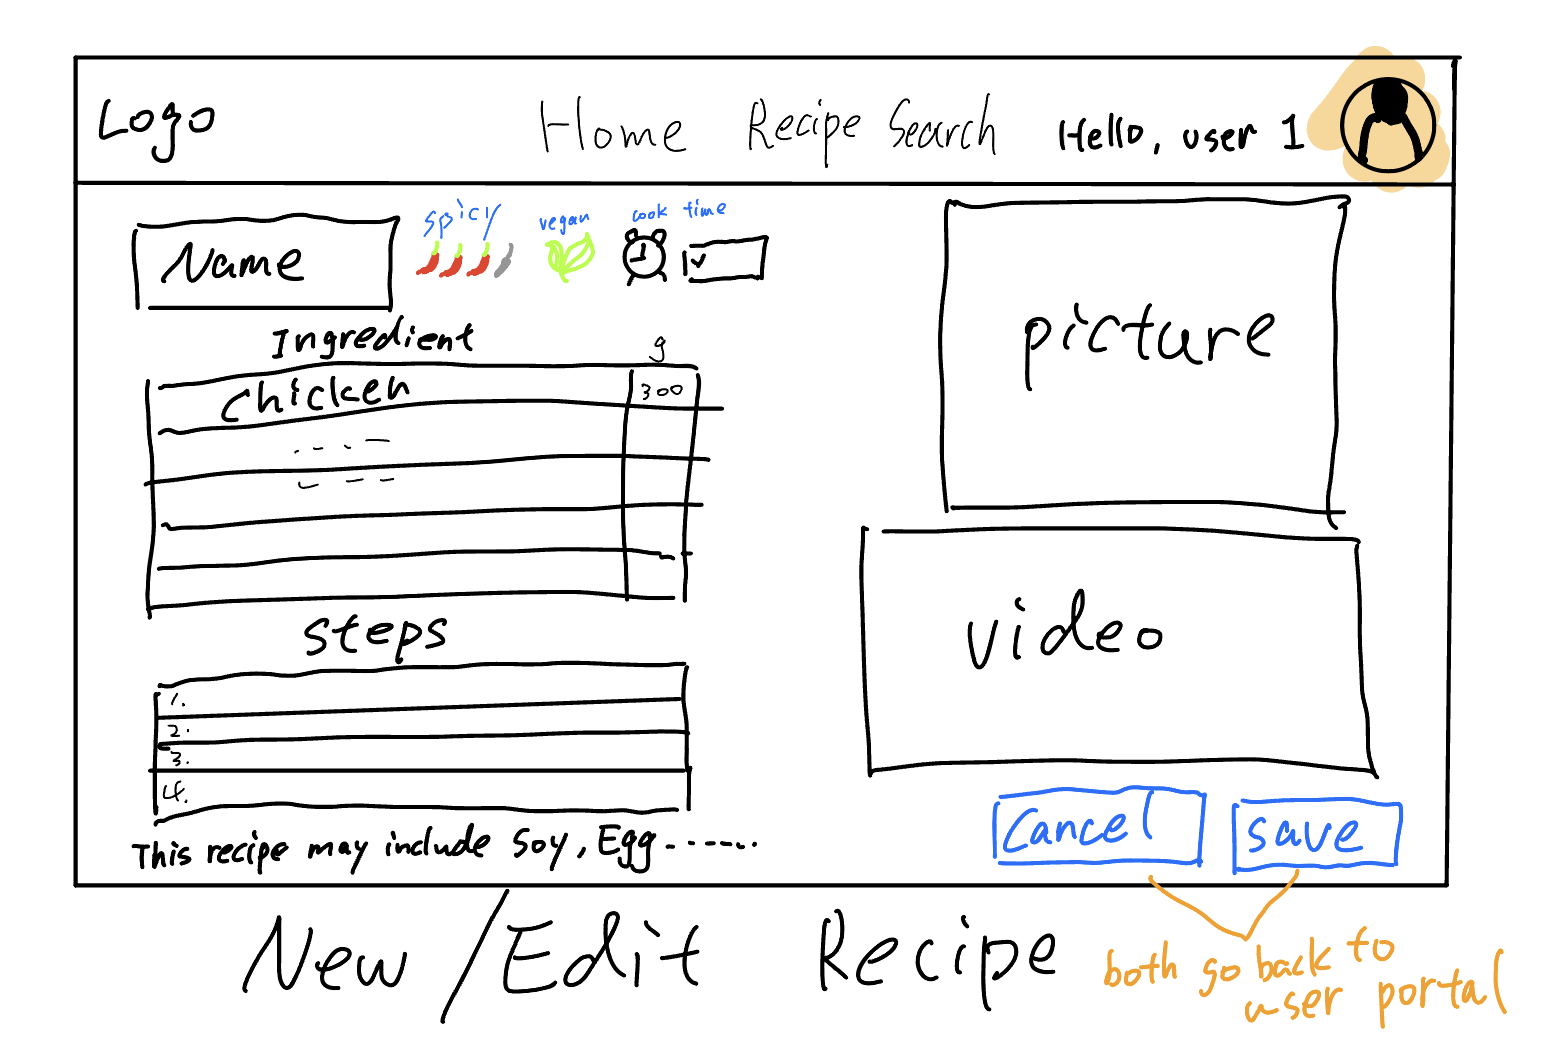 Logo
Home
Recipe Search
Hello, user 1
Name
spicy
vegan
cook time
Ingredient
g
chicken
300
steps
1.
2.
3.
4.
This recipe may include Soy, Egg ------
picture
video
Cancel
save
New/Edit Recipe
both go back to
user portal